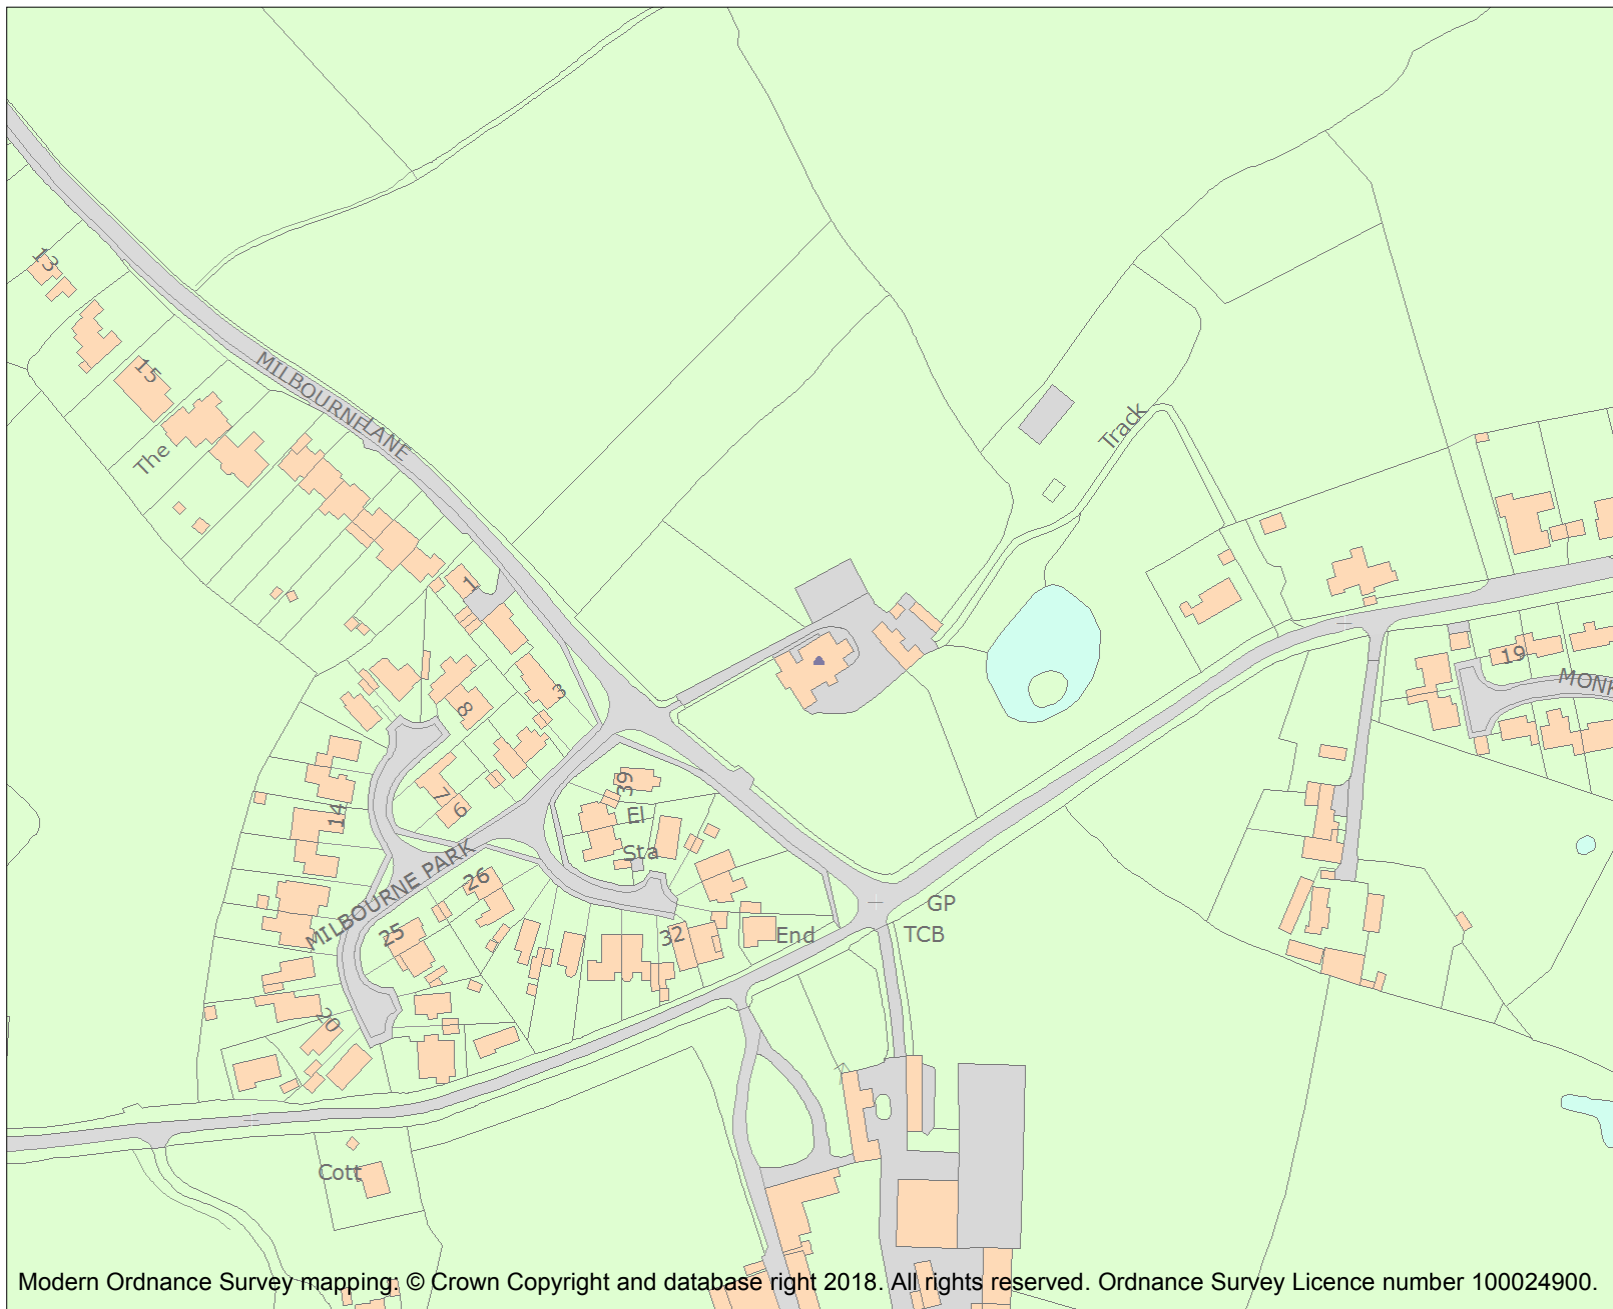 13
15
MILBOURNE LANE
The
Track
1
3
8
19
MONK
39
7
6
El
14
Sta
MILBOURNE PARK
26
GP
25
32
End
TCB
20
Cott
Modern Ordnance Survey mapping: © Crown Copyright and database right 2018. All rights reserved. Ordnance Survey Licence number 100024900.